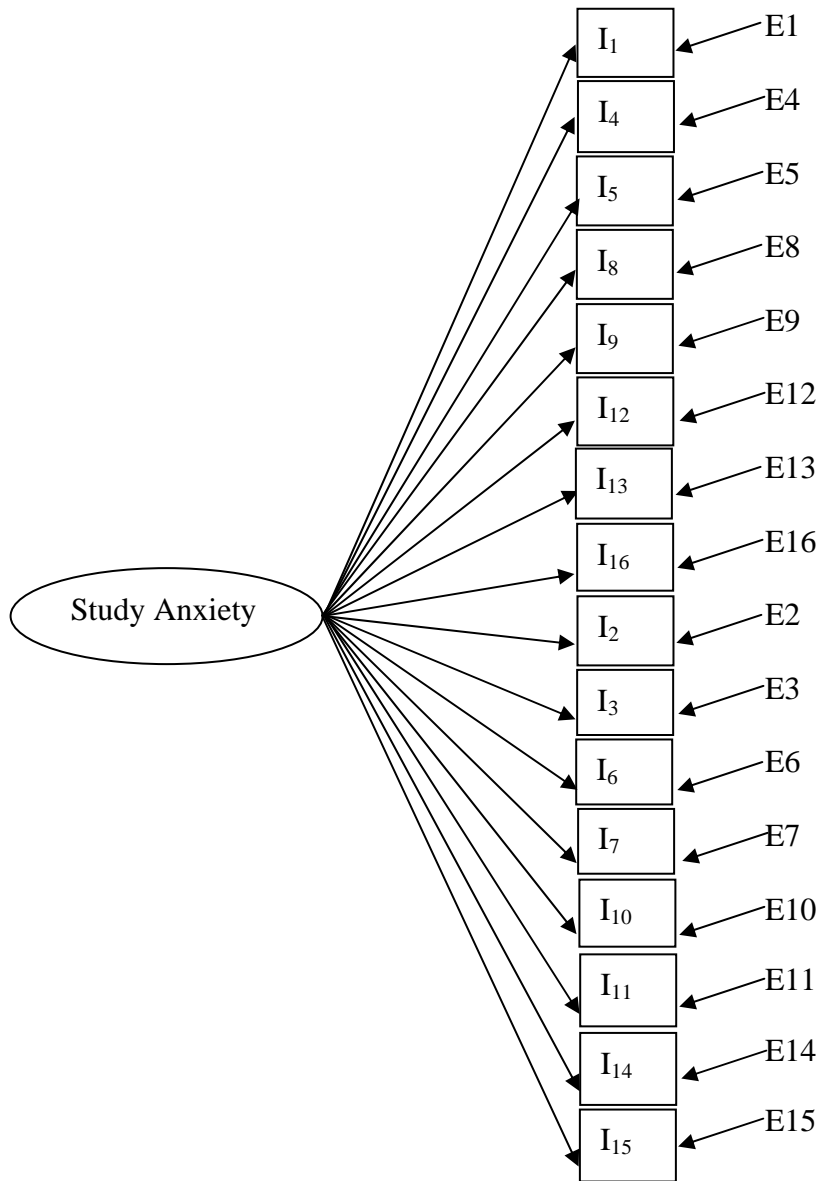 I₁ E1
I₄ E4
I₅ E5
I₈ E8
I₉ E9
I₁₂ E12
I₁₃ E13
I₁₆ E16
Study Anxiety
I₂ E2
I₃ E3
I₆ E6
I₇ E7
I₁₀ E10
I₁₁ E11
I₁₄ E14
I₁₅ E15